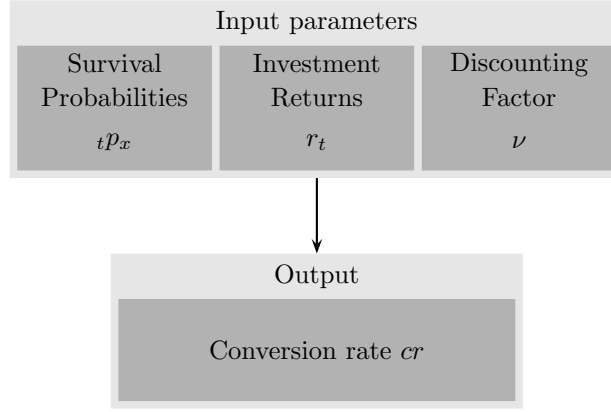 Input parameters
Survival
Probabilities
ₜpₓ
Investment
Returns
rₜ
Discounting
Factor
ν
Output
Conversion rate cr